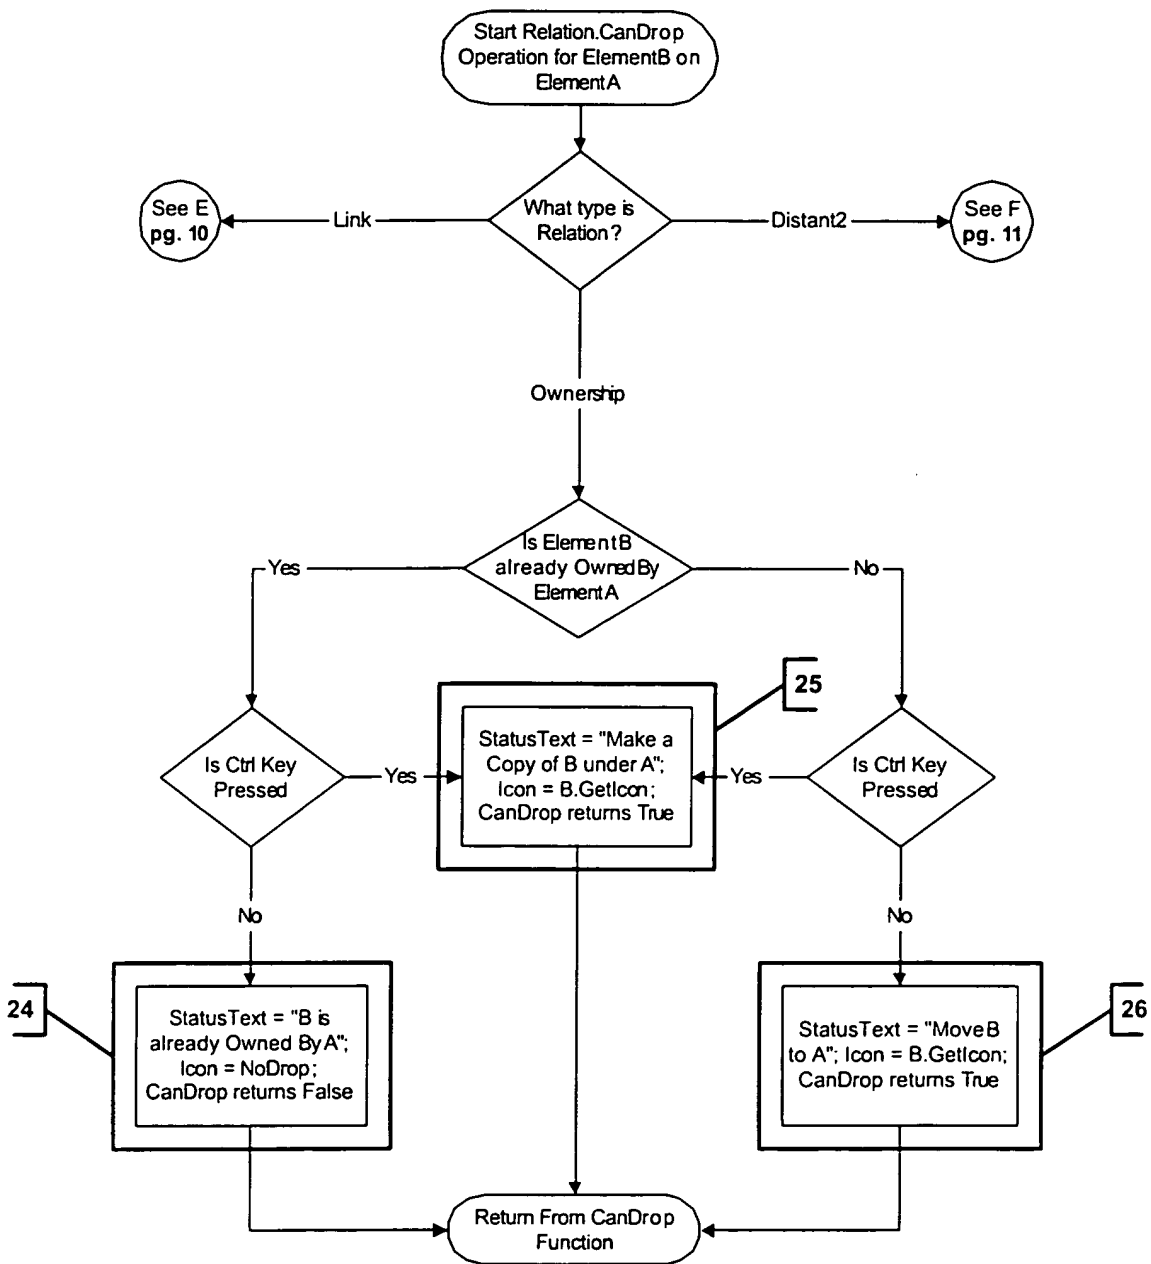 Start Relation.CanDrop
Operation for ElementB on
ElementA
What type is
Relation?
Link
See E
pg. 10
Distant2
See F
pg. 11
Ownership
Is ElementB
already OwnedBy
ElementA
Yes
No
Is Ctrl Key
Pressed
Yes
25
StatusText = "Make a
Copy of B under A";
Icon = B.GetIcon;
CanDrop returns True
Yes
Is Ctrl Key
Pressed
No
No
24
StatusText = "B is
already Owned By A";
Icon = NoDrop;
CanDrop returns False
26
StatusText = "Move B
to A"; Icon = B.GetIcon;
CanDrop returns True
Return From CanDrop
Function